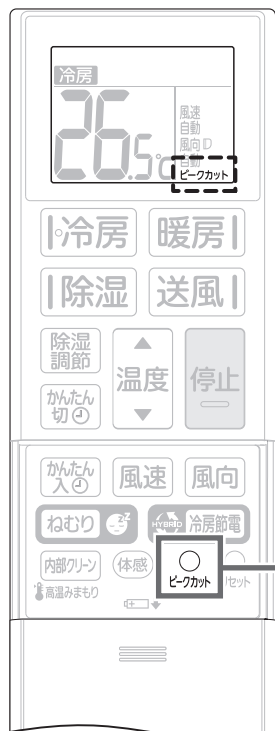 冷房
26.5℃
風速
自動
風向
自動
ピークカット
冷房 暖房
除湿 送風
除湿
調節
温度
停止
かんたん
切
かんたん
入
風速 風向
ねむり HYBRID 冷房節電
内部クリーン 体感 ピークカット リセット
高温みまもり